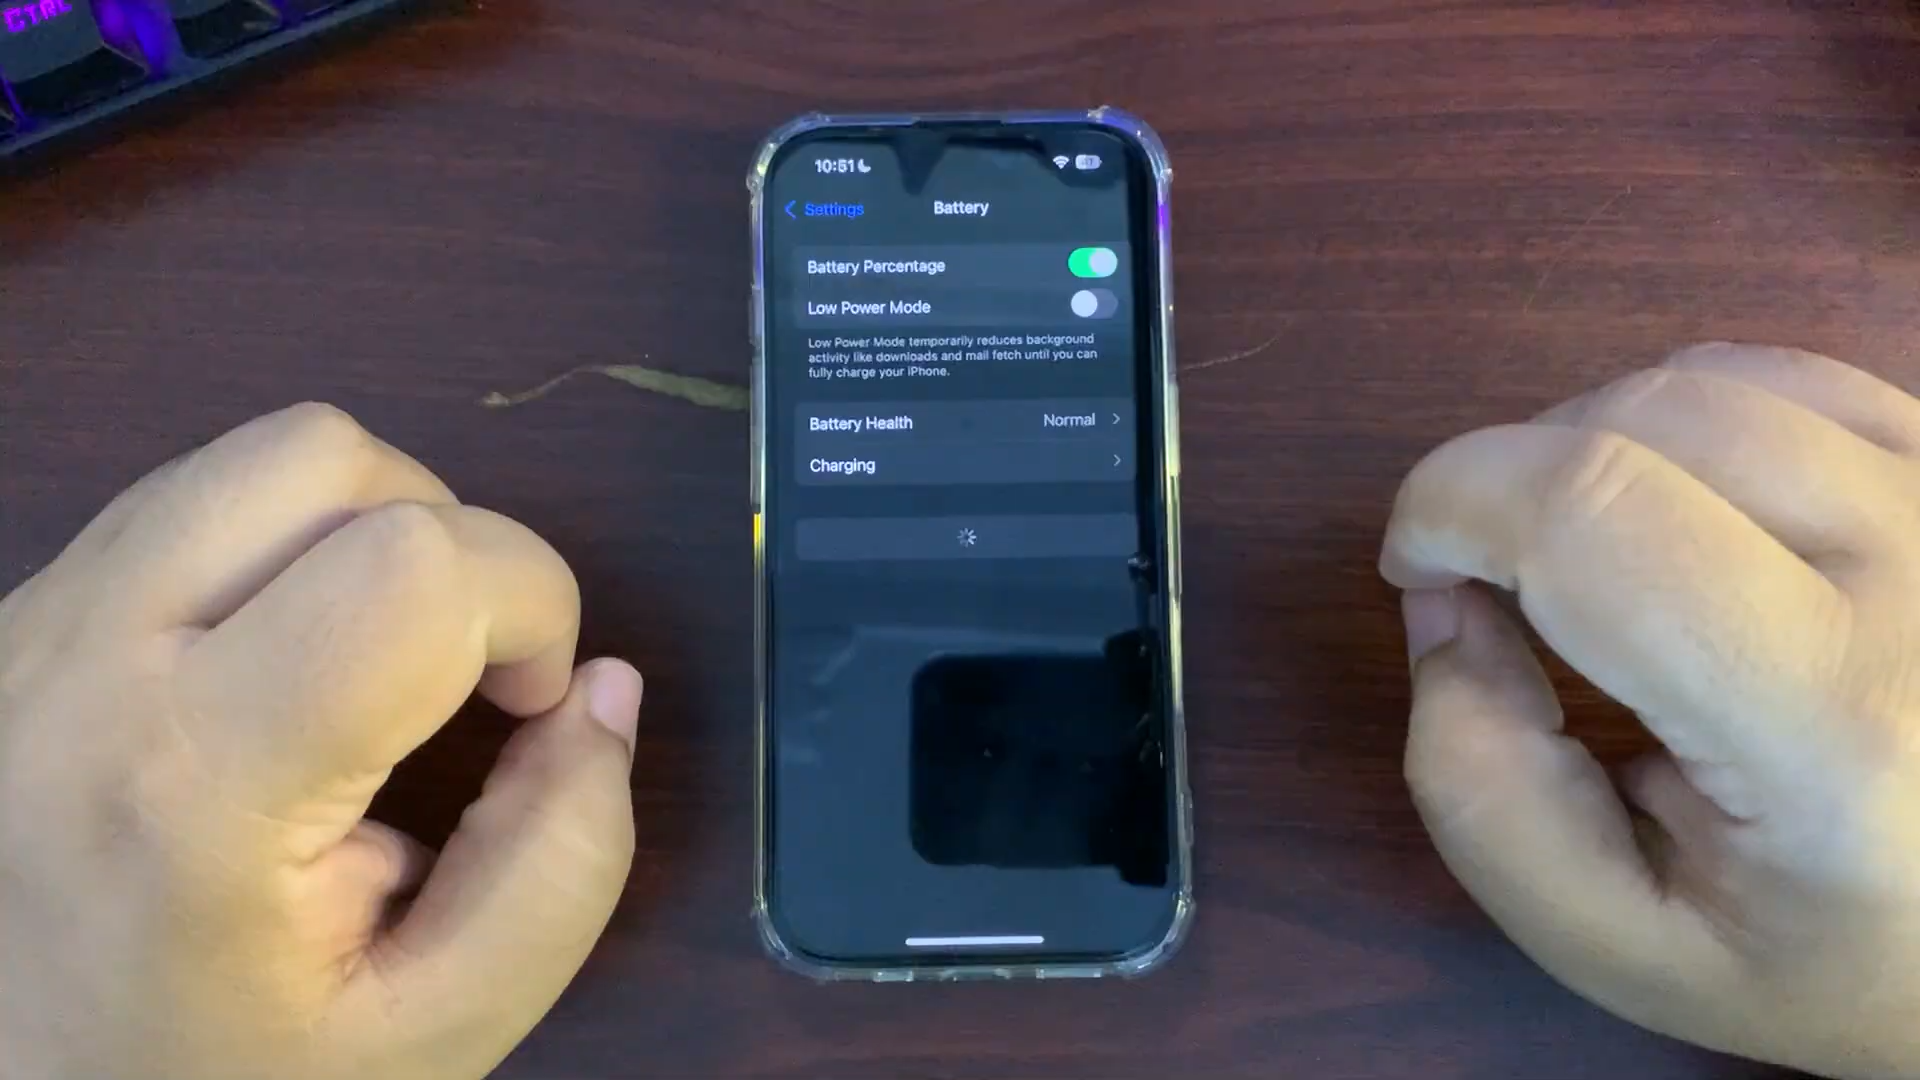 CTRL
10:51
Settings
Battery
Battery Percentage
Low Power Mode
Low Power Mode temporarily reduces background
activity like downloads and mail fetch until you can
fully charge your iPhone.
Battery Health
Normal
Charging